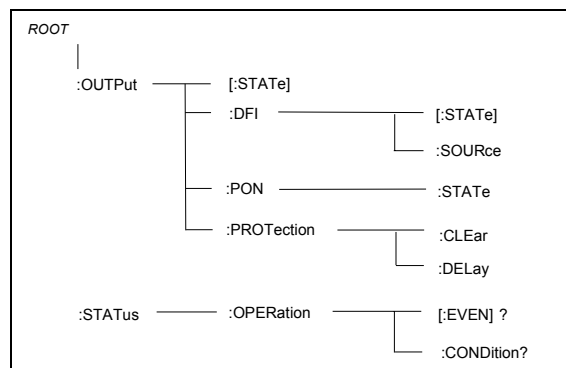 ROOT
:OUTPut [:STATe]
:DFI [:STATe]
:SOURce
:PON :STATe
:PROTection :CLEar
:DELay
:STATus :OPERation [:EVEN] ?
:CONDition?